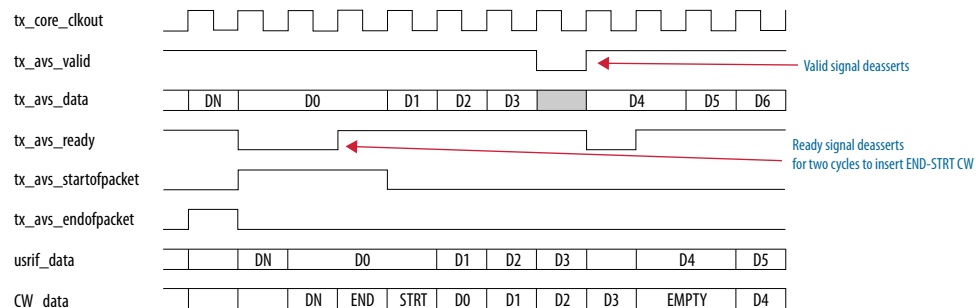 tx_core_clkout
tx_avs_valid
Valid signal deasserts
tx_avs_data DN D0 D1 D2 D3 D4 D5 D6
tx_avs_ready
Ready signal deasserts
for two cycles to insert END-STRT CW
tx_avs_startofpacket
tx_avs_endofpacket
usrif_data DN D0 D1 D2 D3 D4 D5
CW_data DN END STRT D0 D1 D2 D3 EMPTY D4